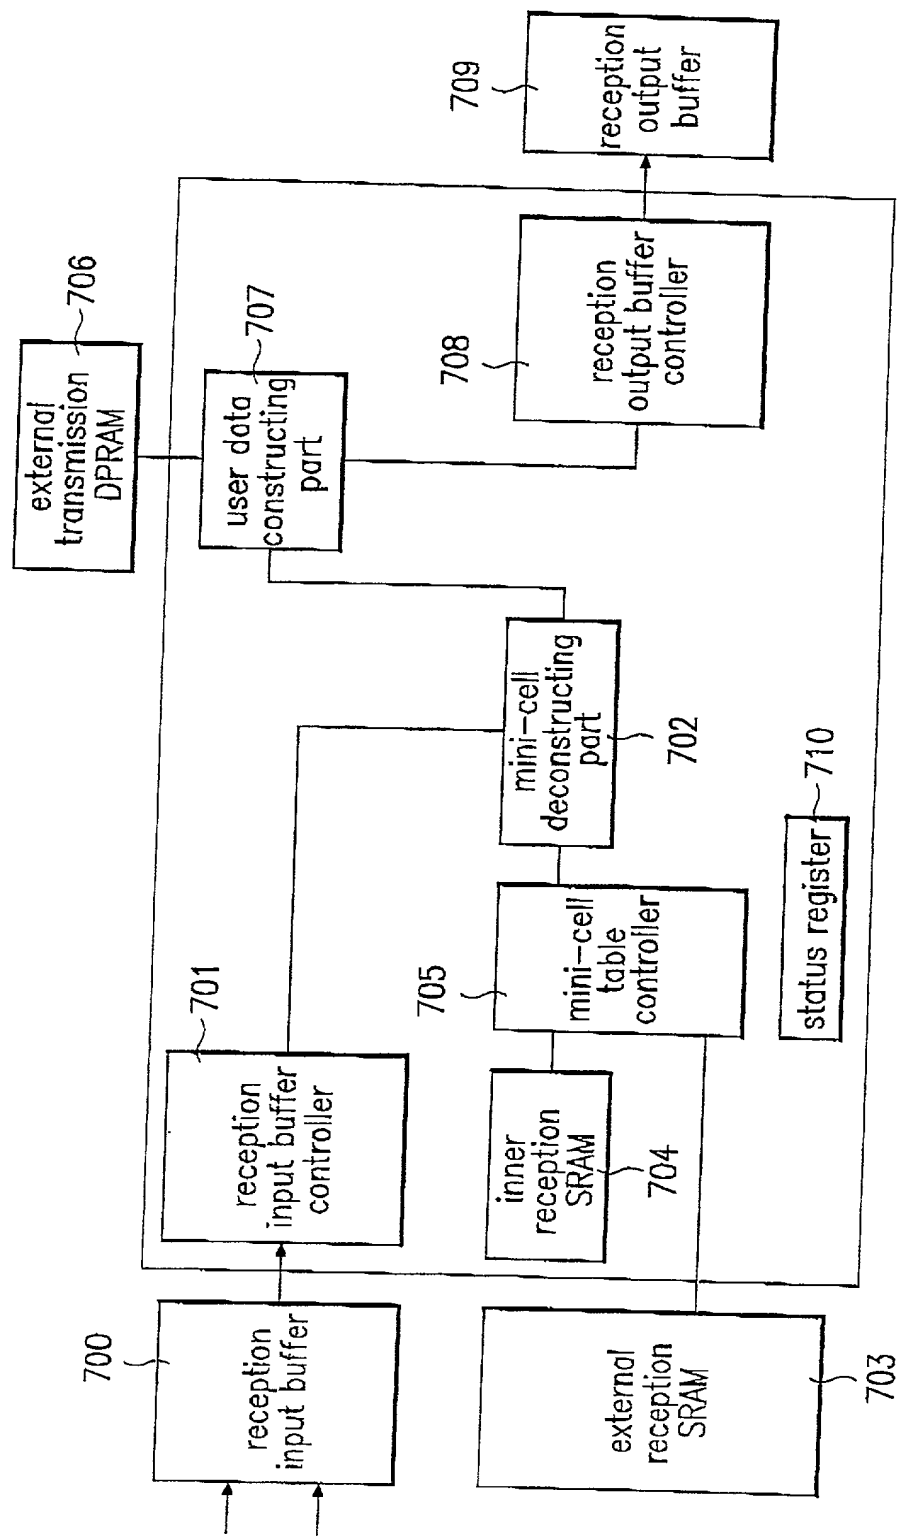 700
reception
input buffer
701
reception
input buffer
controller
external
transmission
DPRAM
706
user data
constructing
part
707
709
reception
output
buffer
708
reception
output buffer
controller
mini-cell
deconstructing
part
702
705
mini-cell
table
controller
inner
reception
SRAM
704
external
reception
SRAM
703
status register
710